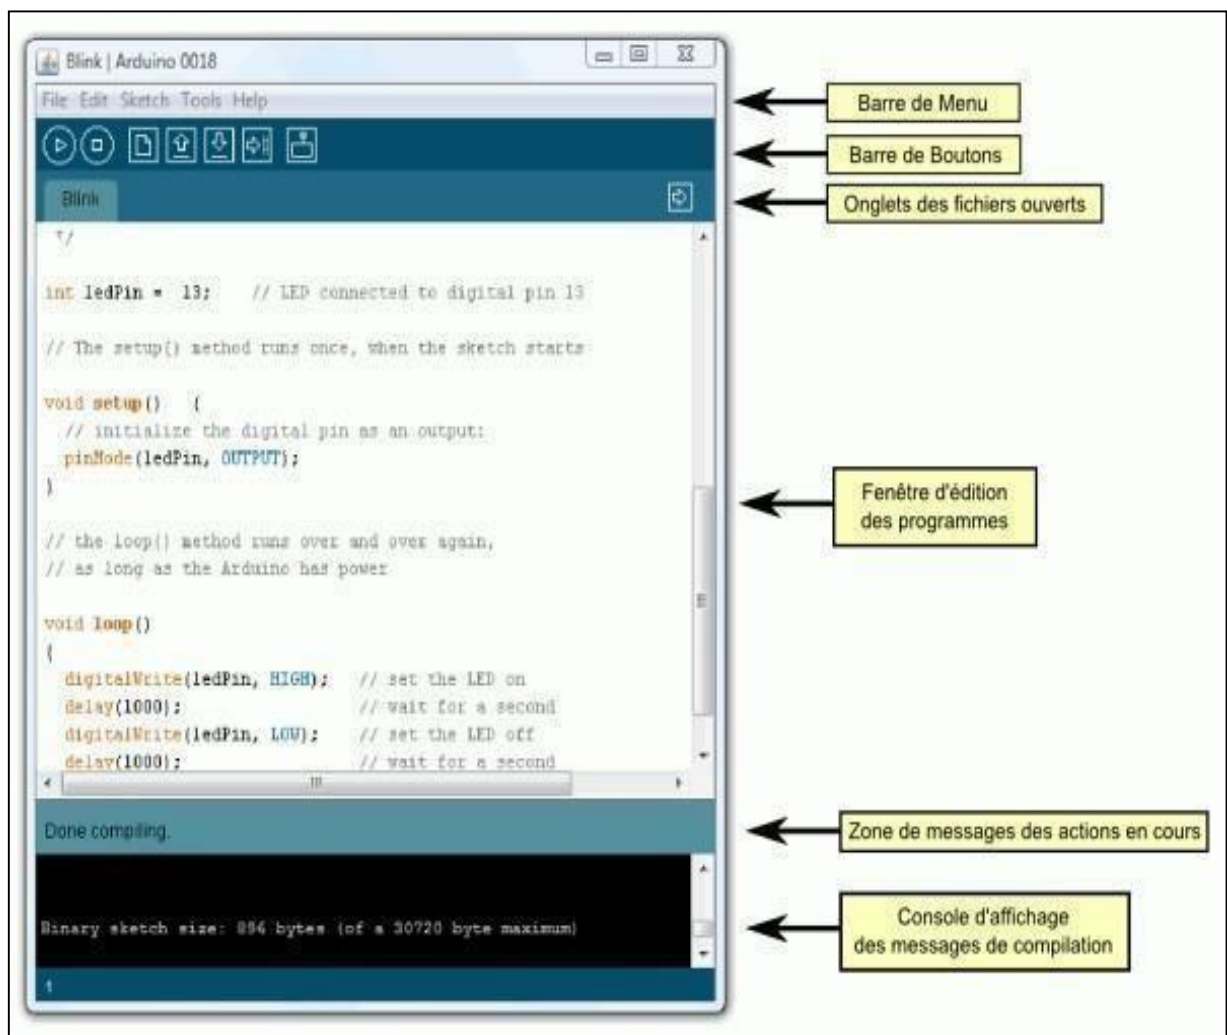 Blink | Arduino 0018
File Edit Sketch Tools Help
Barre de Menu
Barre de Boutons
Blink
Onglets des fichiers ouverts
*/
int ledPin = 13; // LED connected to digital pin 13
// The setup() method runs once, when the sketch starts
void setup() {
// initialize the digital pin as an output:
pinMode(ledPin, OUTPUT);
}
Fenêtre d'édition
des programmes
// the loop() method runs over and over again,
// as long as the Arduino has power
void loop()
{
digitalWrite(ledPin, HIGH); // set the LED on
delay(1000); // wait for a second
digitalWrite(ledPin, LOW); // set the LED off
delay(1000); // wait for a second
Done compiling.
Zone de messages des actions en cours
Binary sketch size: 894 bytes (of a 30720 byte maximum)
Console d'affichage
des messages de compilation
1